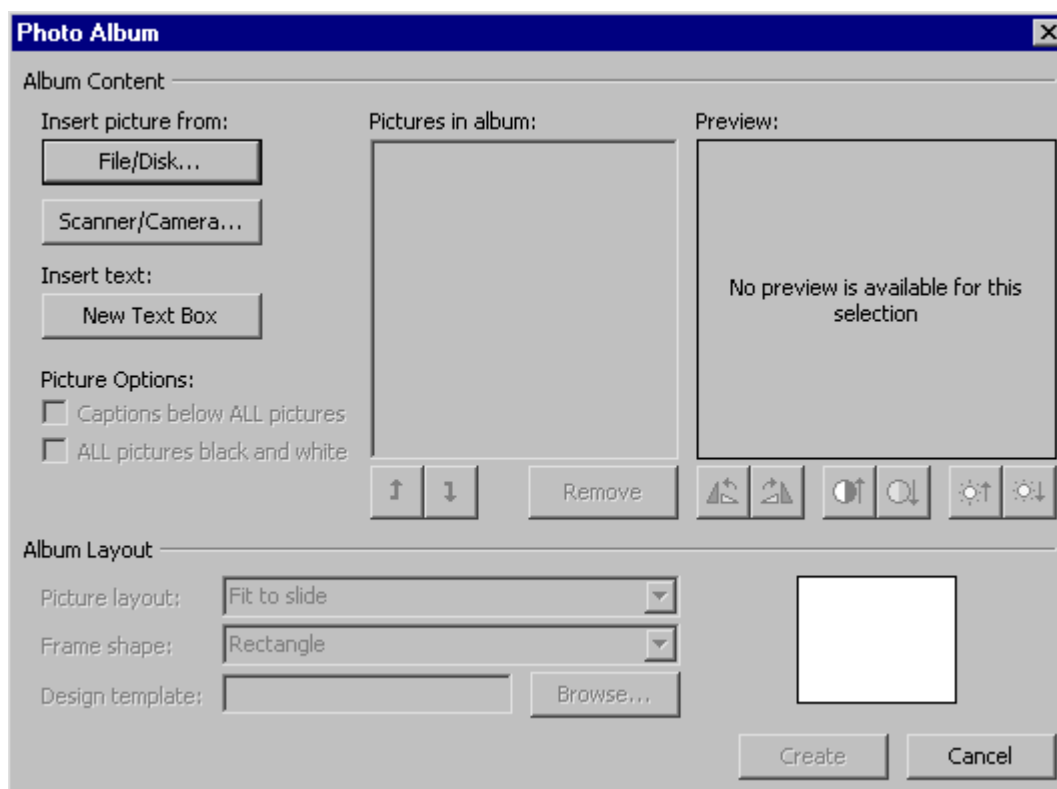 Photo Album
Album Content
Insert picture from:
File/Disk...
Scanner/Camera...
Insert text:
New Text Box
Picture Options:
Captions below ALL pictures
ALL pictures black and white
Pictures in album:
Remove
Preview:
No preview is available for this
selection
Album Layout
Picture layout:
Fit to slide
Frame shape:
Rectangle
Design template:
Browse...
Create
Cancel